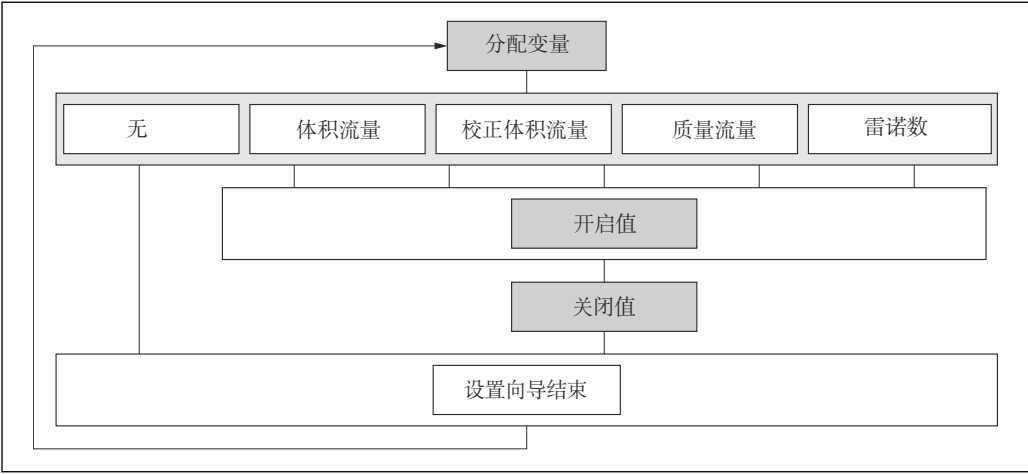 分配变量
无
体积流量
校正体积流量
质量流量
雷诺数
开启值
关闭值
设置向导结束